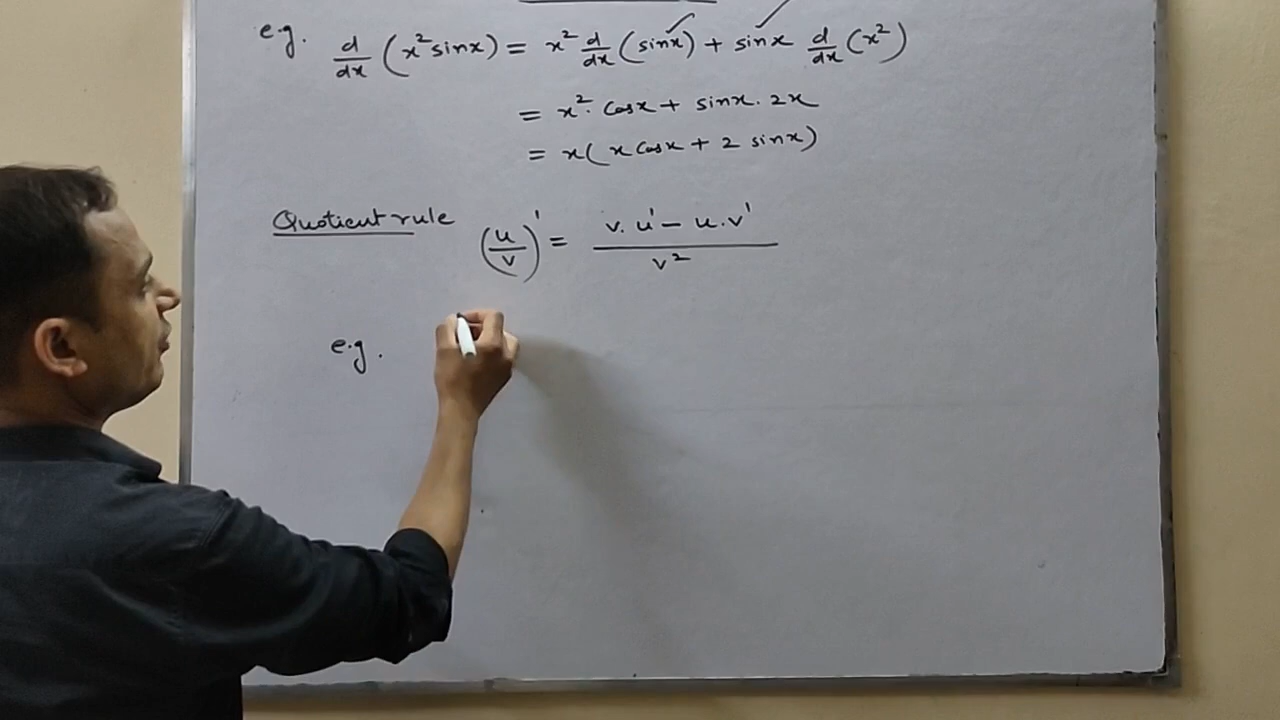 e.g. d/dx (x² sinx) = x² d/dx (sinx) + sinx d/dx (x²)
= x². cosx + sinx. 2x
= x( x cosx + 2 sinx)
Quotient rule (u/v)' = v. u' - u. v' / v²
e.g.